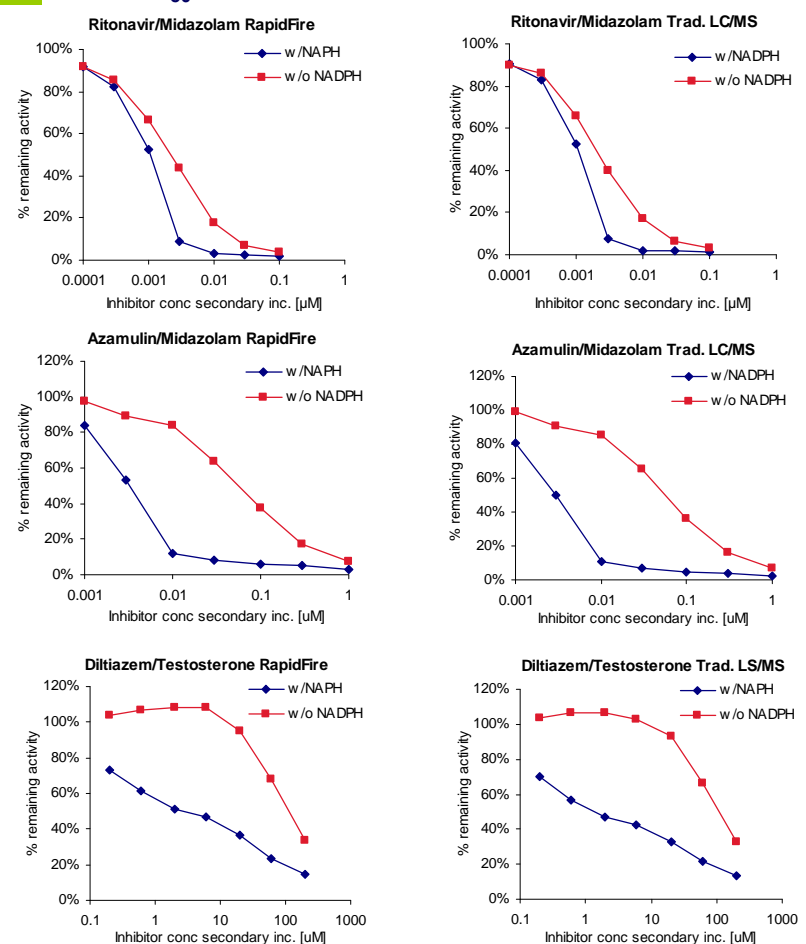 Ritonavir/Midazolam RapidFire
w/NAPH
w/o NADPH
% remaining activity
100%
80%
60%
40%
20%
0%
0.0001 0.001 0.01 0.1 1
Inhibitor conc secondary inc. [µM]
Ritonavir/Midazolam Trad. LC/MS
w/NADPH
w/o NADPH
% remaining activity
100%
80%
60%
40%
20%
0%
0.0001 0.001 0.01 0.1 1
Inhibitor conc secondary inc. [µM]
Azamulin/Midazolam RapidFire
w/NAPH
w/o NADPH
% remaining activity
120%
100%
80%
60%
40%
20%
0%
0.001 0.01 0.1 1
Inhibitor conc secondary inc. [uM]
Azamulin/Midazolam Trad. LC/MS
w/NADPH
w/o NADPH
% remaining activity
120%
100%
80%
60%
40%
20%
0%
0.001 0.01 0.1 1
Inhibitor conc secondary inc. [uM]
Diltiazem/Testosterone RapidFire
w/NAPH
w/o NADPH
% remaining activity
120%
100%
80%
60%
40%
20%
0%
0.1 1 10 100 1000
Inhibitor conc secondary inc. [uM]
Diltiazem/Testosterone Trad. LS/MS
w/NAPH
w/o NADPH
% remaining activity
120%
100%
80%
60%
40%
20%
0%
0.1 1 10 100 1000
Inhibitor conc secondary inc. [uM]